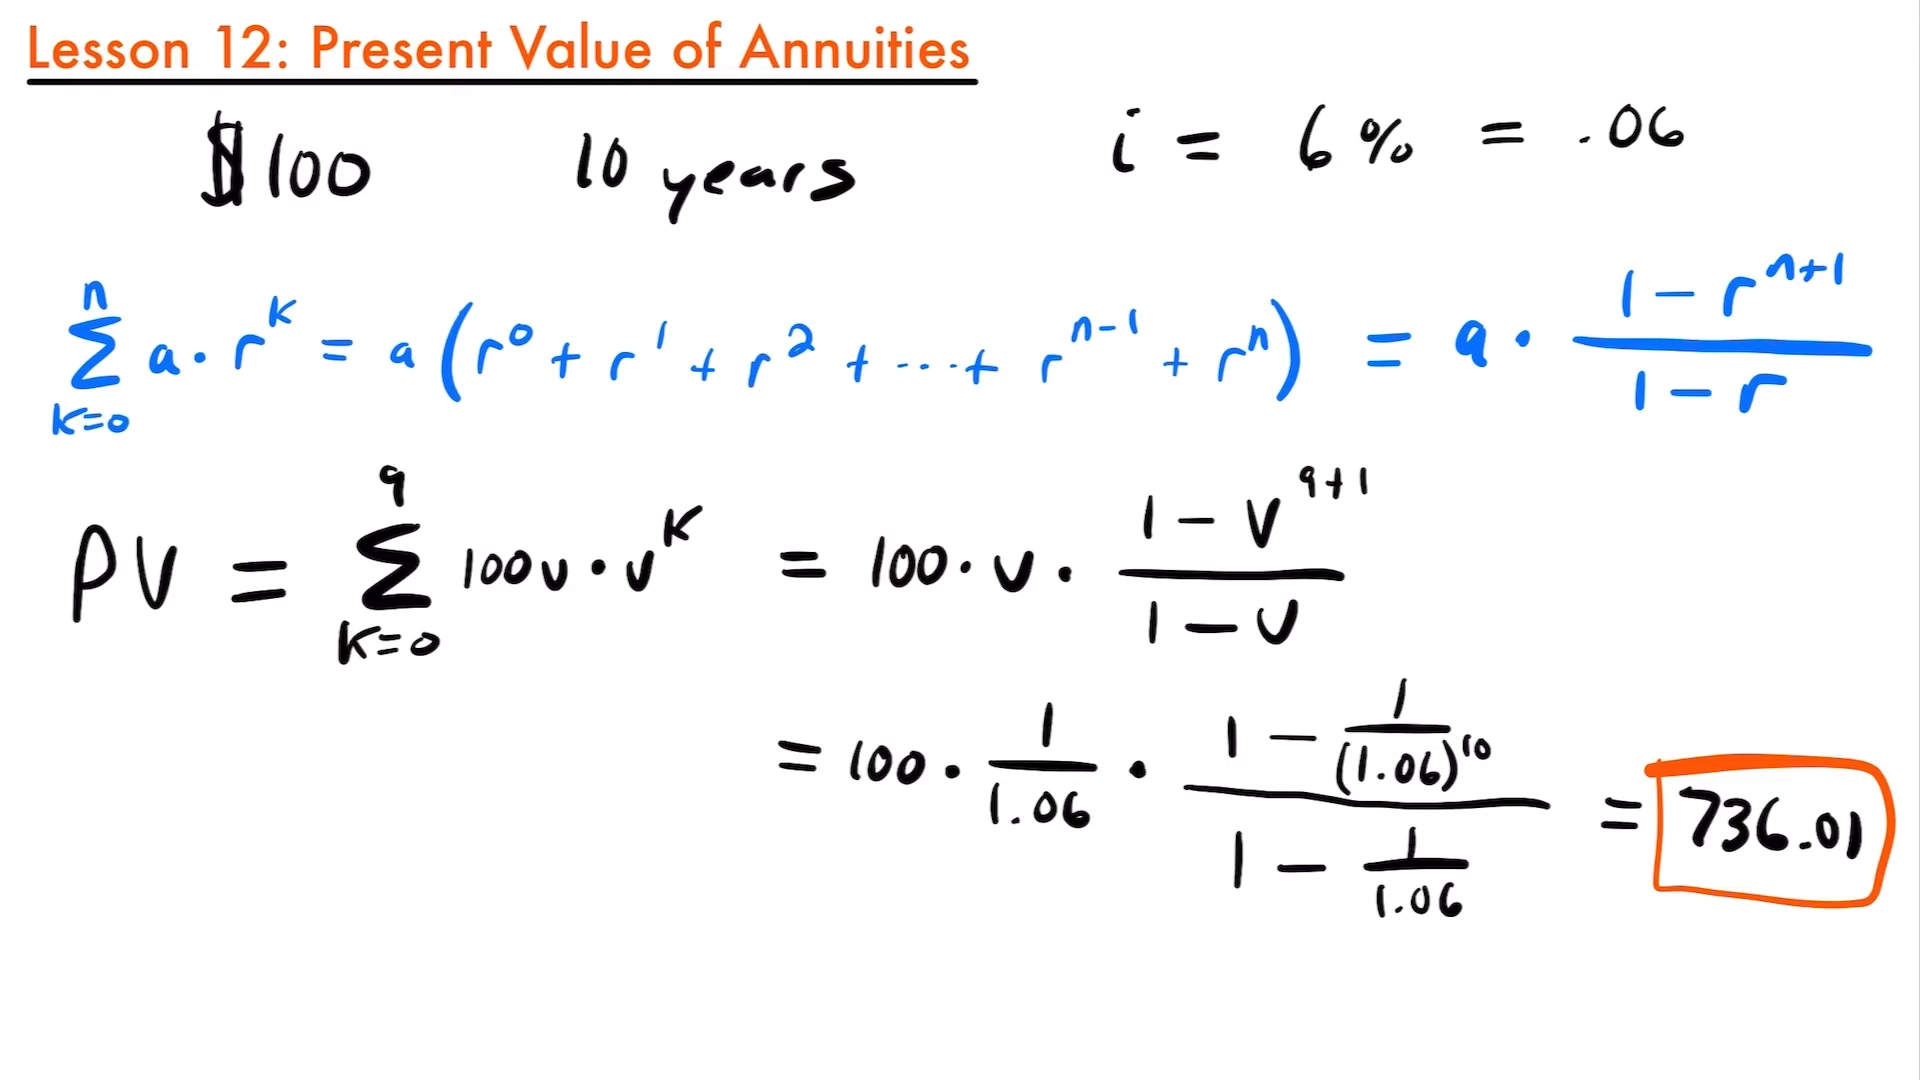 Lesson 12: Present Value of Annuities
$100 10 years i = 6% = .06
n
∑ a · r^k = a (r^0 + r^1 + r^2 + ... + r^(n-1) + r^n) = a · (1 - r^(n+1)) / (1 - r)
k=0
9
PV = ∑ 100v · v^k = 100 · v · (1 - v^(9+1)) / (1 - v)
k=0
= 100 · 1/1.06 · (1 - 1/(1.06)^10) / (1 - 1/1.06) = 736.01